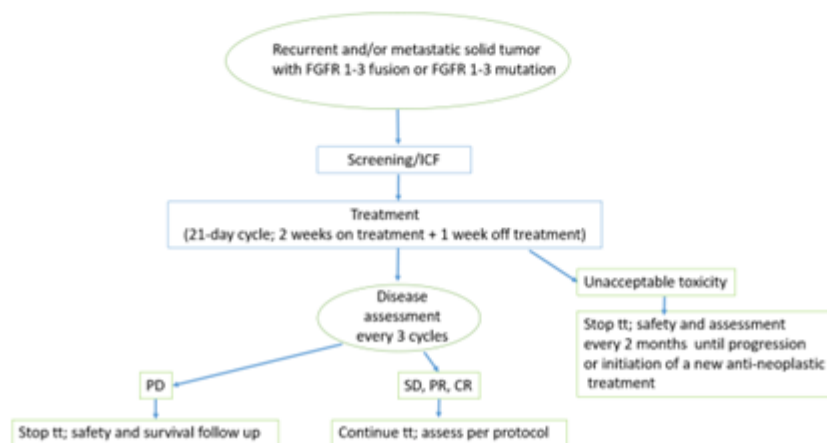 Recurrent and/or metastatic solid tumor
with FGFR 1-3 fusion or FGFR 1-3 mutation
Screening/ICF
Treatment
(21-day cycle; 2 weeks on treatment + 1 week off treatment)
Unacceptable toxicity
Disease
assessment
every 3 cycles
Stop tt; safety and assessment
every 2 months until progression
or initiation of a new anti-neoplastic
treatment
PD
SD, PR, CR
Stop tt; safety and survival follow up
Continue tt; assess per protocol